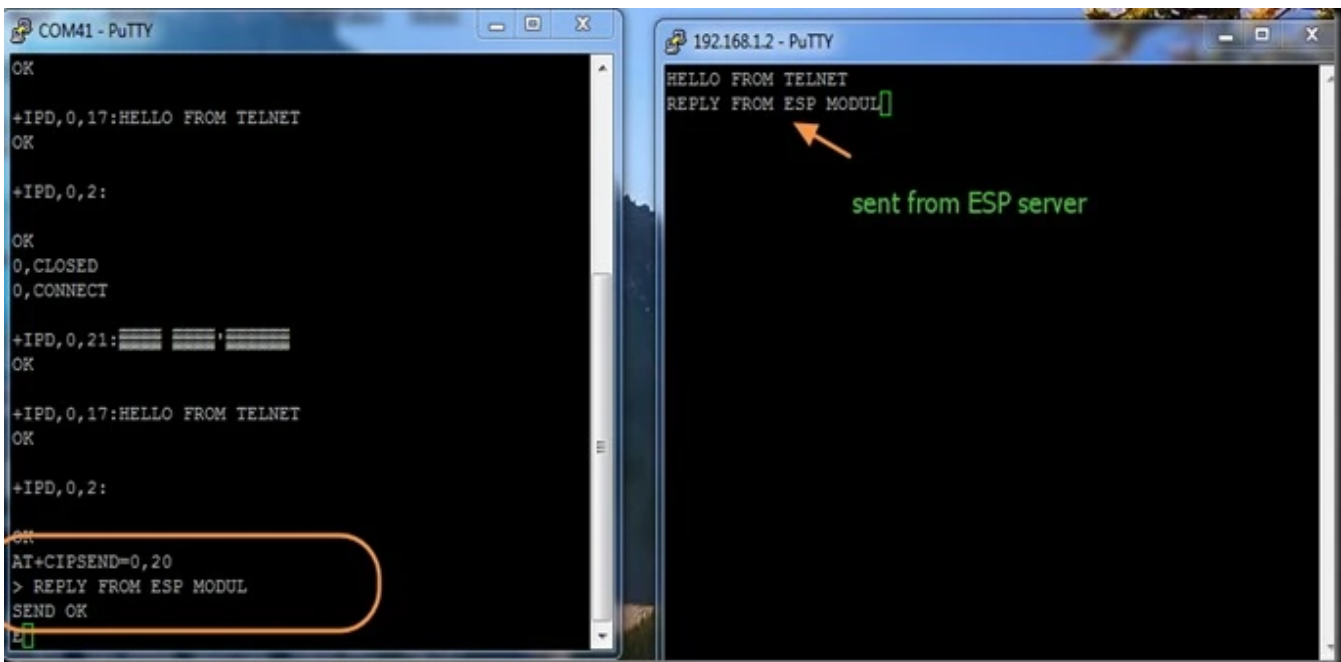 COM41 - PuTTY
OK
+IPD,0,17:HELLO FROM TELNET
OK
+IPD,0,2:
OK
0,CLOSED
0,CONNECT
+IPD,0,21:
OK
+IPD,0,17:HELLO FROM TELNET
OK
+IPD,0,2:
OK
AT+CIPSEND=0,20
> REPLY FROM ESP MODUL
SEND OK
E
192.168.1.2 - PuTTY
HELLO FROM TELNET
REPLY FROM ESP MODUL
sent from ESP server